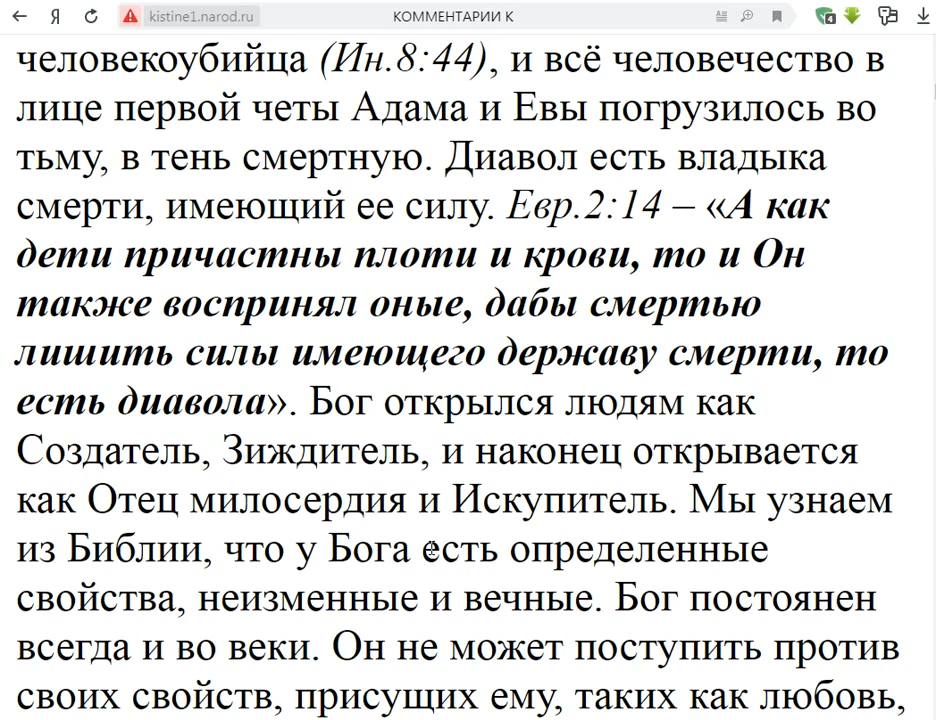 Я kistine1.narod.ru КОММЕНТАРИИ К 4
человекоубийца (Ин.8:44), и всё человечество в
лице первой четы Адама и Евы погрузилось во
тьму, в тень смертную. Диавол есть владыка
смерти, имеющий ее силу. Евр.2:14 – «А как
дети причастны плоти и крови, то и Он
также воспринял оные, дабы смертью
лишить силы имеющего державу смерти, то
есть диавола». Бог открылся людям как
Создатель, Зиждитель, и наконец открывается
как Отец милосердия и Искупитель. Мы узнаем
из Библии, что у Бога есть определенные
свойства, неизменные и вечные. Бог постоянен
всегда и во веки. Он не может поступить против
своих свойств, присущих ему, таких как любовь,